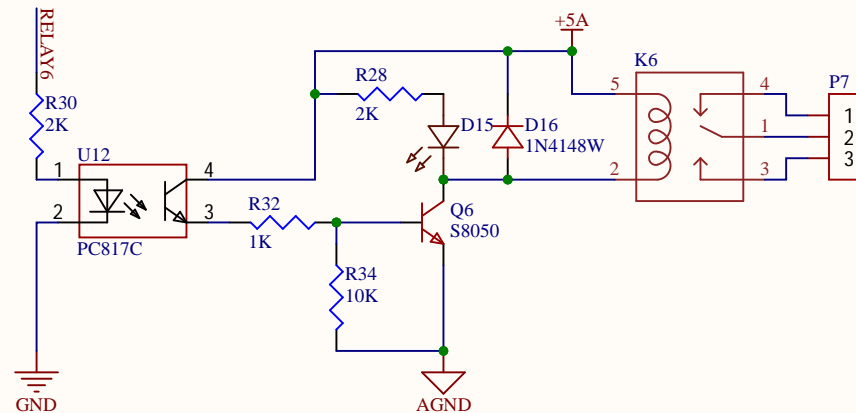 RELAY6
+5A
R28
2K
K6
P7
R30
2K
D15
D16
1N4148W
5
4
1
2
3
1
2
3
U12
1
4
2
3
PC817C
R32
1K
Q6
S8050
R34
10K
GND
AGND